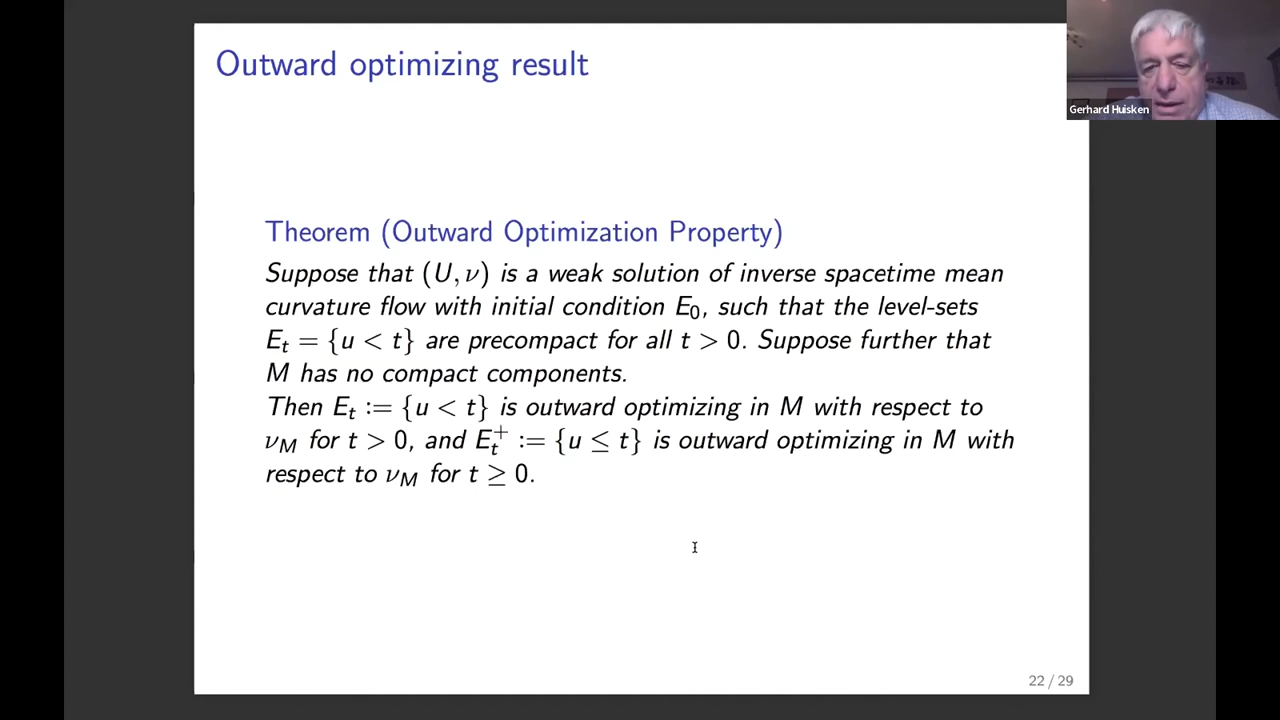 Outward optimizing result
Gerhard Huisken
Theorem (Outward Optimization Property)
Suppose that (U, ν) is a weak solution of inverse spacetime mean
curvature flow with initial condition E₀, such that the level-sets
Eₜ = {u < t} are precompact for all t > 0. Suppose further that
M has no compact components.
Then Eₜ := {u < t} is outward optimizing in M with respect to
ν_M for t > 0, and Eₜ⁺ := {u ≤ t} is outward optimizing in M with
respect to ν_M for t ≥ 0.
22 / 29